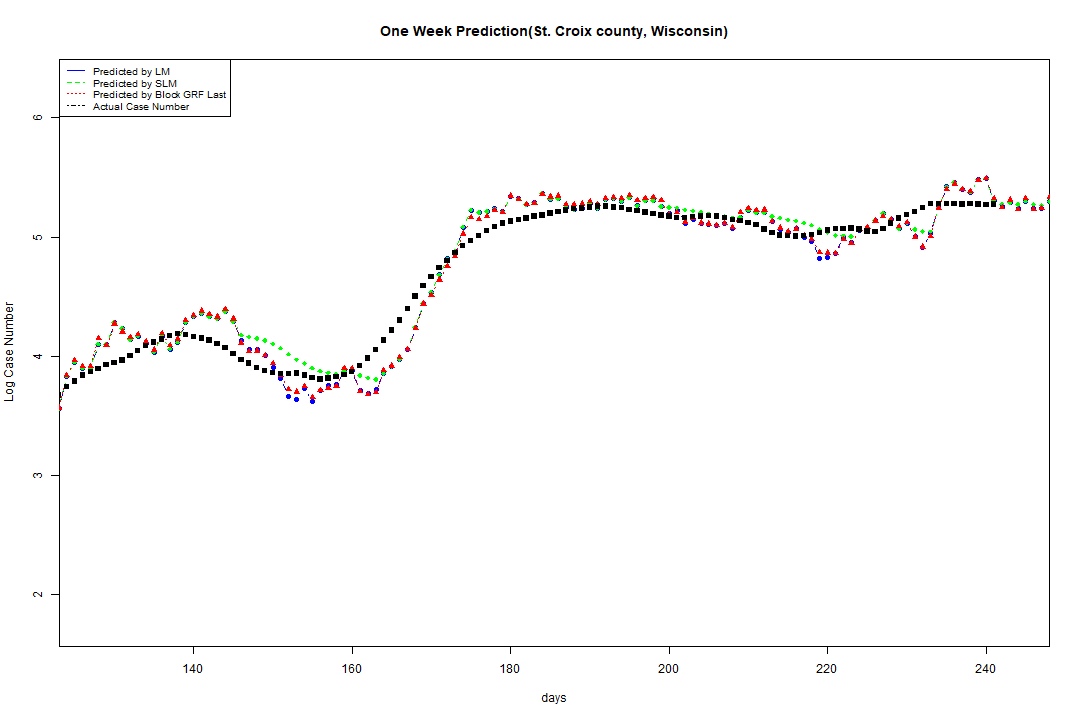 One Week Prediction(St. Croix county, Wisconsin)
Predicted by LM
Predicted by SLM
Predicted by Block GRF Last
Actual Case Number
6
5
4
3
2
Log Case Number
140 160 180 200 220 240
days